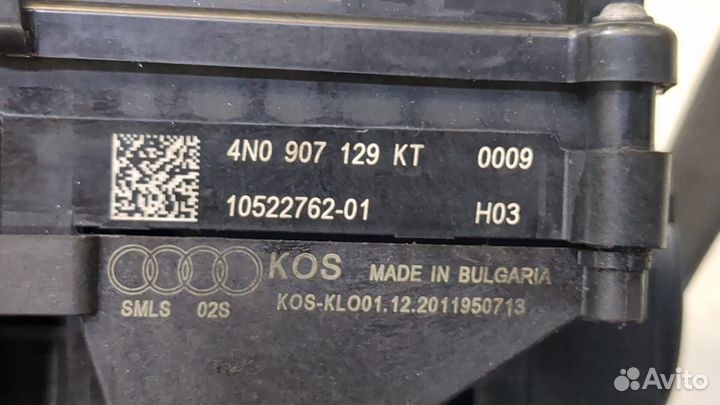 4N0 907 129 KT 0009
10522762-01 H03
KOS MADE IN BULGARIA
SMLS 02S KOS-KLO01.12.2011950713
Avito